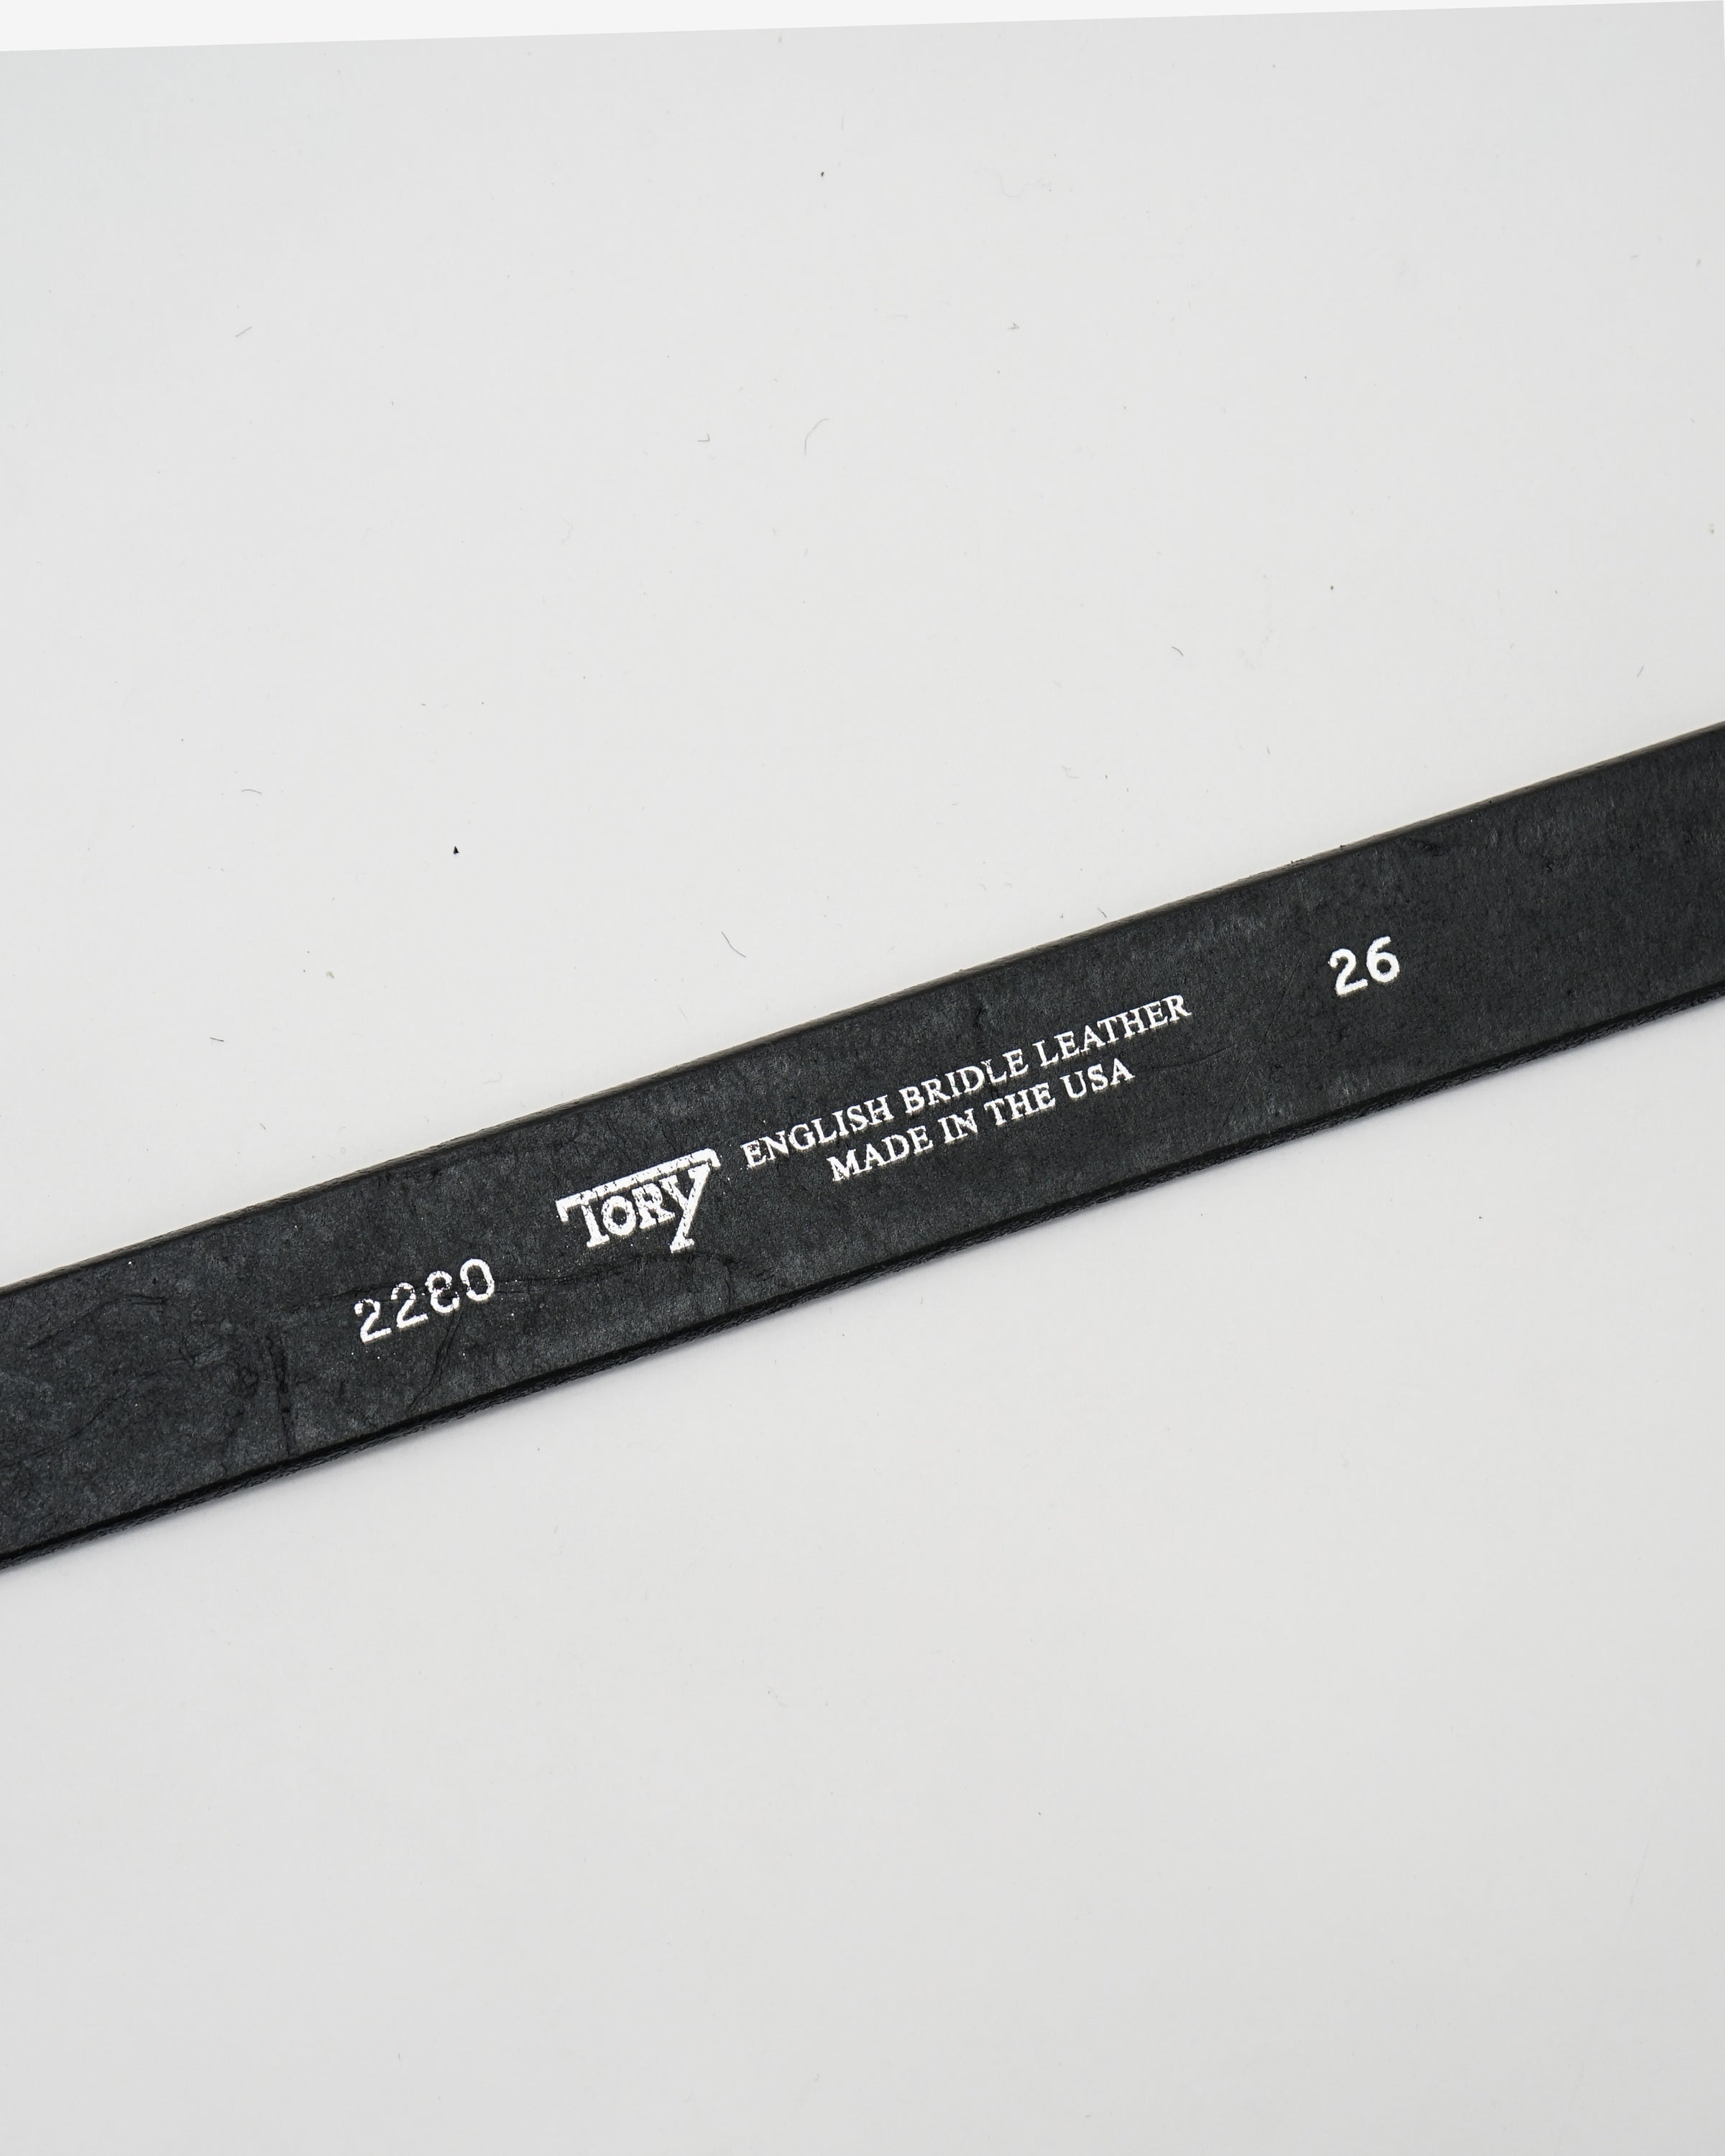 2280
TORY
ENGLISH BRIDLE LEATHER
MADE IN THE USA
26